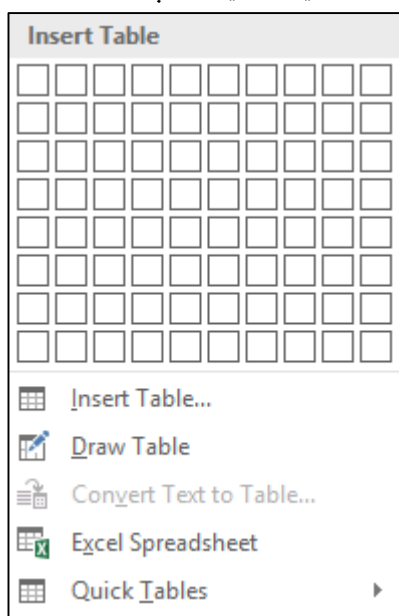 Insert Table
Insert Table...
Draw Table
Convert Text to Table...
Excel Spreadsheet
Quick Tables